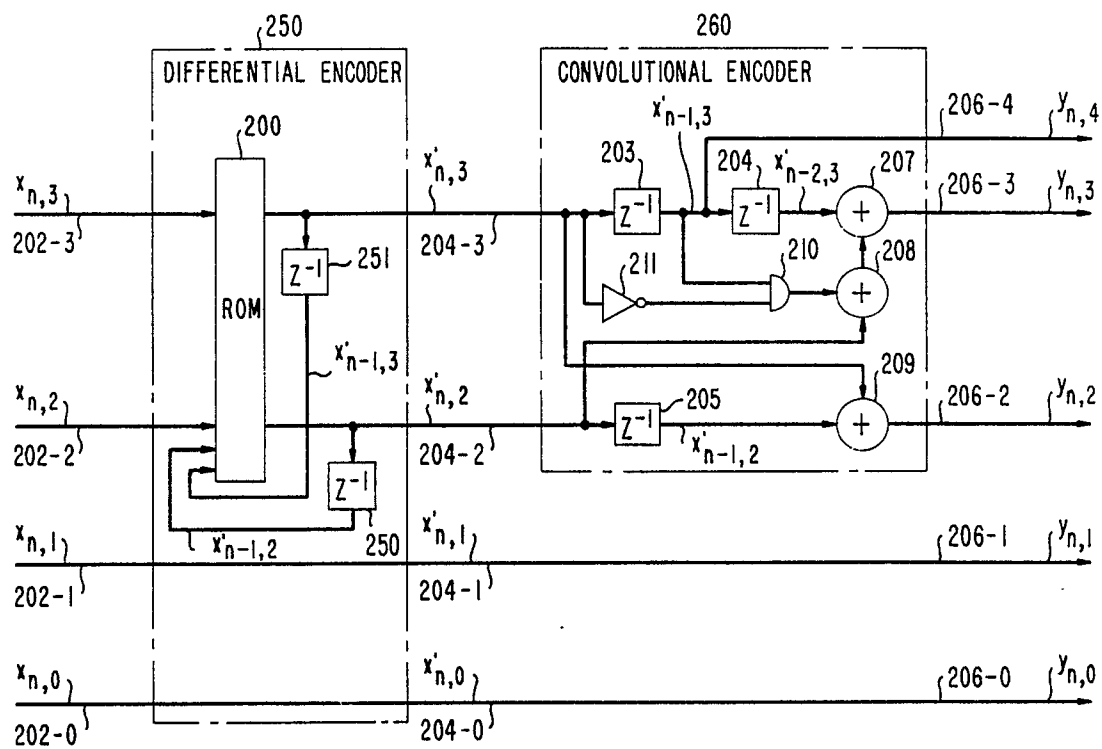 250
260
DIFFERENTIAL ENCODER
CONVOLUTIONAL ENCODER
200
x'n-1,3
206-4
yn,4
203
204
x'n-2,3
207
206-3
yn,3
xn,3
202-3
x'n,3
204-3
Z⁻¹
Z⁻¹
+
Z⁻¹
251
211
210
208
+
ROM
x'n-1,3
xn,2
202-2
x'n,2
204-2
205
209
206-2
yn,2
Z⁻¹
x'n-1,2
+
Z⁻¹
250
x'n-1,2
xn,1
202-1
x'n,1
204-1
206-1
yn,1
xn,0
202-0
x'n,0
204-0
206-0
yn,0